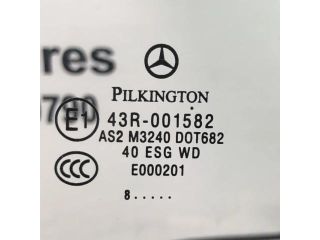 res
PILKINGTON
E1 43R-001582
AS2 M3240 DOT682
40 ESG WD
CCC E000201
8.....